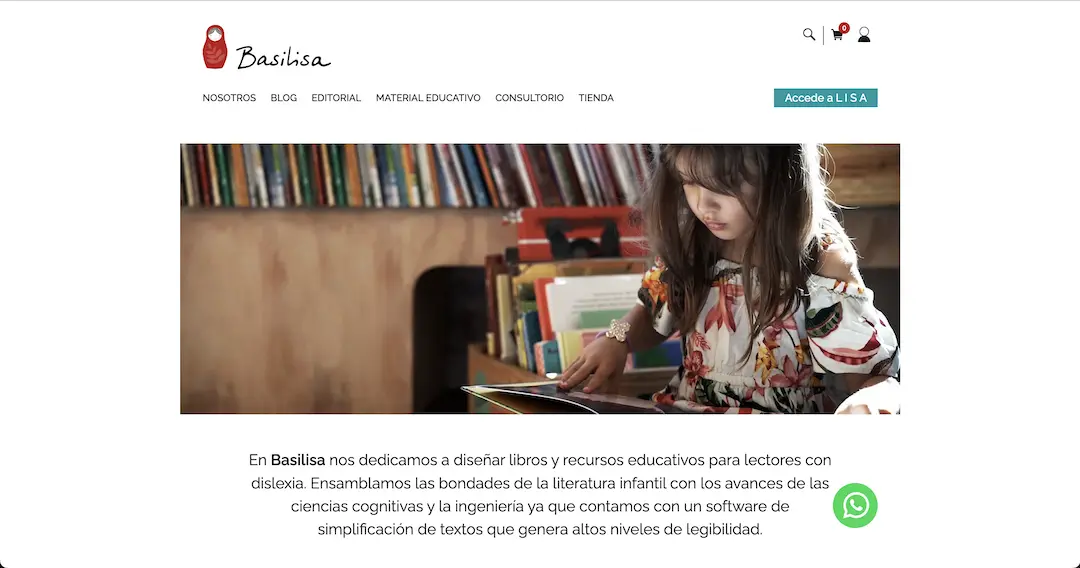 Basilisa
0
NOSOTROS BLOG EDITORIAL MATERIAL EDUCATIVO CONSULTORIO TIENDA Accede a L I S A
En Basilisa nos dedicamos a diseñar libros y recursos educativos para lectores con
dislexia. Ensamblamos las bondades de la literatura infantil con los avances de las
ciencias cognitivas y la ingeniería ya que contamos con un software de
simplificación de textos que genera altos niveles de legibilidad.